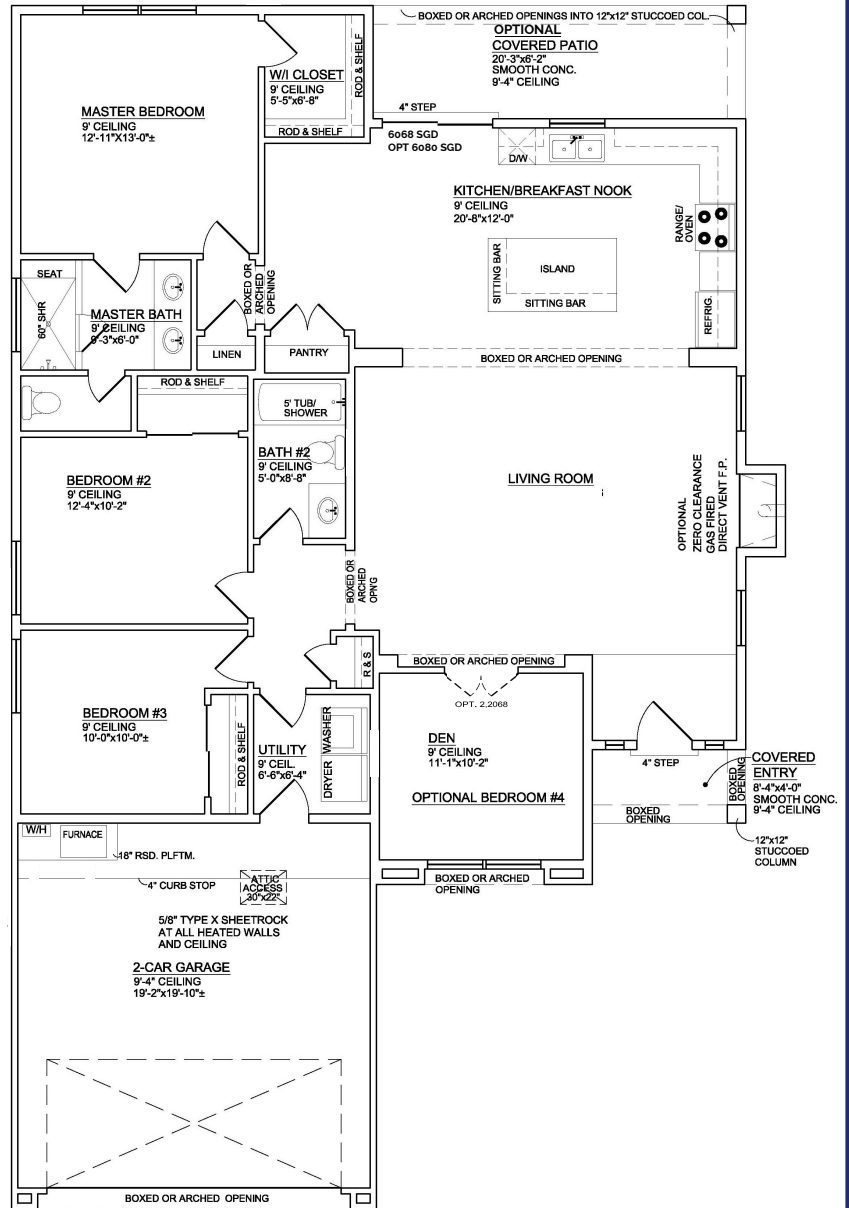 BOXED OR ARCHED OPENINGS INTO 12"x12" STUCCOED COL.
OPTIONAL
COVERED PATIO
20'-3"x6'-2"
SMOOTH CONC.
9'-4" CEILING
W/I CLOSET
9' CEILING
5'-5"x6'-8"
ROD & SHELF
ROD & SHELF
MASTER BEDROOM
9' CEILING
12'-11"X13'-0"±
4" STEP
6068 SGD
OPT 6080 SGD
D/W
KITCHEN/BREAKFAST NOOK
9' CEILING
20'-8"x12'-0"
RANGE/
OVEN
SITTING BAR
ISLAND
SITTING BAR
REFRIG.
BOXED OR
ARCHED
OPENING
SEAT
60" SHR
MASTER BATH
9' CEILING
9'-3"x6'-0"
LINEN
PANTRY
BOXED OR ARCHED OPENING
ROD & SHELF
5' TUB/
SHOWER
BATH #2
9' CEILING
5'-0"x8'-8"
BEDROOM #2
9' CEILING
12'-4"x10'-2"
LIVING ROOM
OPTIONAL
ZERO CLEARANCE
GAS FIRED
DIRECT VENT F.P.
BOXED OR
ARCHED
OPN'G
R & S
BOXED OR ARCHED OPENING
OPT. 2,2068
BEDROOM #3
9' CEILING
10'-0"x10'-0"±
ROD & SHELF
UTILITY
9' CEIL.
6'-6"x6'-4"
WASHER
DRYER
DEN
9' CEILING
11'-1"x10'-2"
OPTIONAL BEDROOM #4
4" STEP
COVERED
ENTRY
8'-4"x4'-0"
SMOOTH CONC.
9'-4" CEILING
BOXED
OPENING
BOXED
OPENING
12"x12"
STUCCOED
COLUMN
W/H
FURNACE
18" RSD. PLFTM.
4" CURB STOP
ATTIC
ACCESS
30"x22"
BOXED OR ARCHED
OPENING
5/8" TYPE X SHEETROCK
AT ALL HEATED WALLS
AND CEILING
2-CAR GARAGE
9'-4" CEILING
19'-2"x19'-10"±
BOXED OR ARCHED OPENING